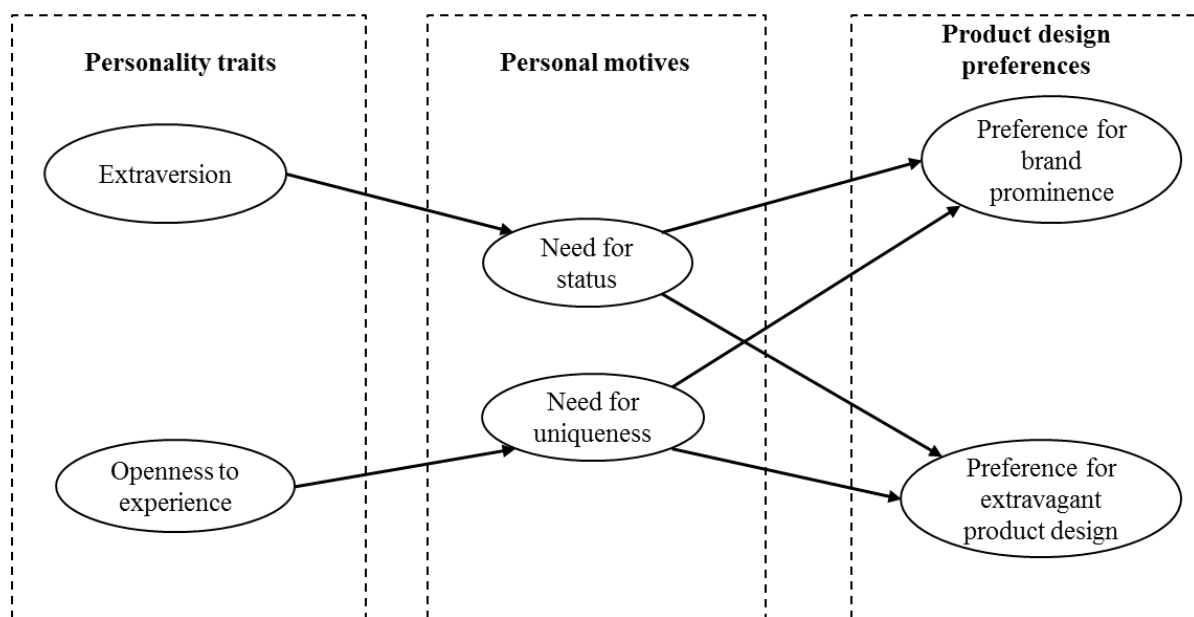 Personality traits
Extraversion
Openness to
experience
Personal motives
Need for
status
Need for
uniqueness
Product design
preferences
Preference for
brand
prominence
Preference for
extravagant
product design